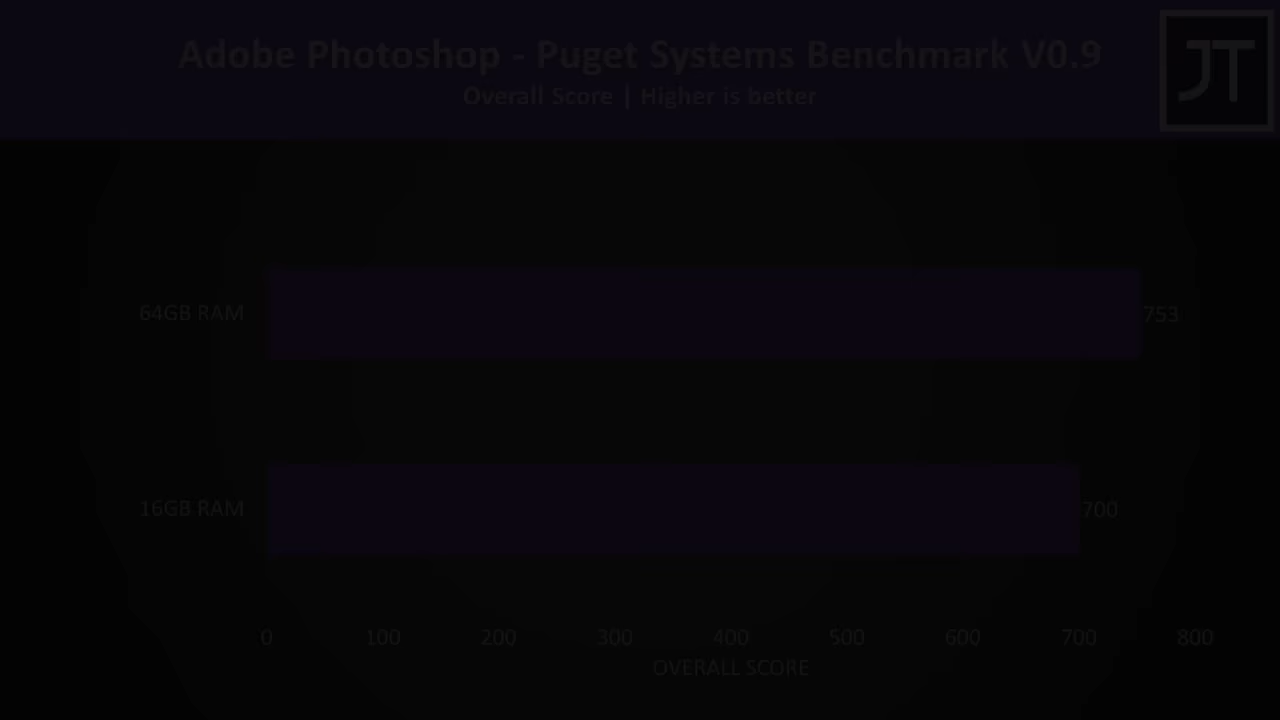 Adobe Photoshop - Puget Systems Benchmark V0.9
Overall Score | Higher is better
JT
64GB RAM
753
16GB RAM
700
0 100 200 300 400 500 600 700 800
OVERALL SCORE